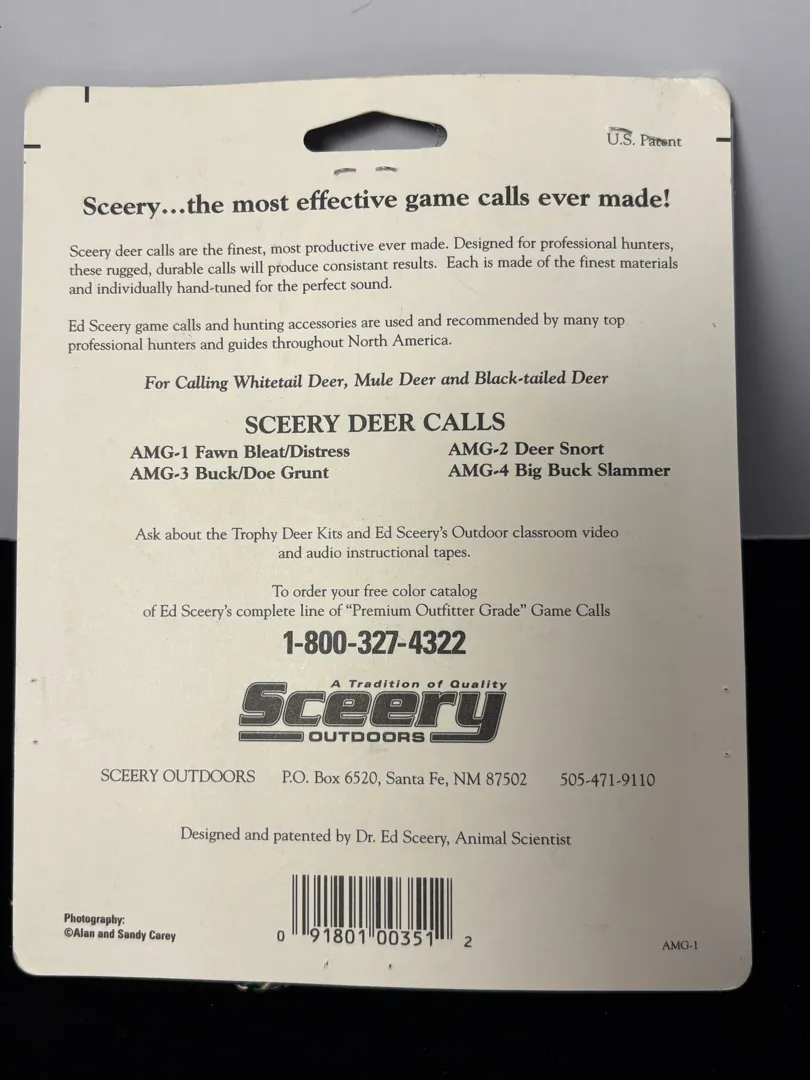 U.S. Patent
Sceery...the most effective game calls ever made!
Sceery deer calls are the finest, most productive ever made. Designed for professional hunters,
these rugged, durable calls will produce consistant results. Each is made of the finest materials
and individually hand-tuned for the perfect sound.
Ed Sceery game calls and hunting accessories are used and recommended by many top
professional hunters and guides throughout North America.
For Calling Whitetail Deer, Mule Deer and Black-tailed Deer
SCEERY DEER CALLS
AMG-1 Fawn Bleat/Distress AMG-2 Deer Snort
AMG-3 Buck/Doe Grunt AMG-4 Big Buck Slammer
Ask about the Trophy Deer Kits and Ed Sceery's Outdoor classroom video
and audio instructional tapes.
To order your free color catalog
of Ed Sceery's complete line of "Premium Outfitter Grade" Game Calls
1-800-327-4322
A Tradition of Quality
Sceery
OUTDOORS
SCEERY OUTDOORS P.O. Box 6520, Santa Fe, NM 87502 505-471-9110
Designed and patented by Dr. Ed Sceery, Animal Scientist
Photography:
©Alan and Sandy Carey
0 91801 00351 2
AMG-1